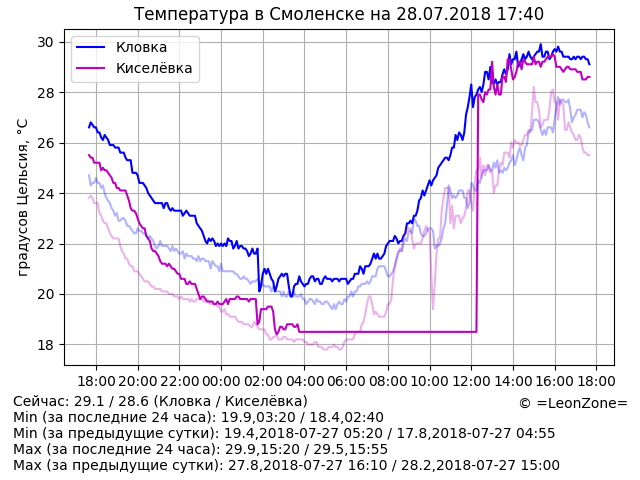 Температура в Смоленске на 28.07.2018 17:40
Кловка
Киселёвка
градусов Цельсия, °C
30
28
26
24
22
20
18
18:00 20:00 22:00 00:00 02:00 04:00 06:00 08:00 10:00 12:00 14:00 16:00 18:00
Сейчас: 29.1 / 28.6 (Кловка / Киселёвка)
© =LeonZone=
Min (за последние 24 часа): 19.9,03:20 / 18.4,02:40
Min (за предыдущие сутки): 19.4,2018-07-27 05:20 / 17.8,2018-07-27 04:55
Max (за последние 24 часа): 29.9,15:20 / 29.5,15:55
Max (за предыдущие сутки): 27.8,2018-07-27 16:10 / 28.2,2018-07-27 15:00